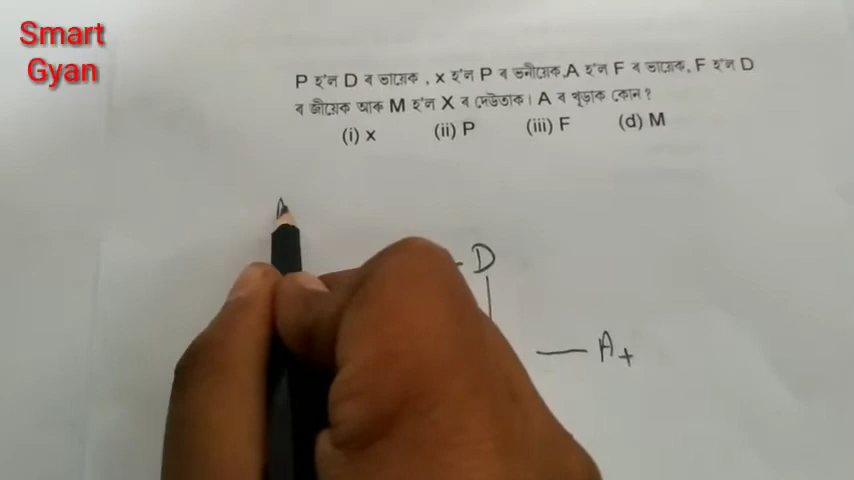 Smart
Gyan
P হ'ল D ৰ ভায়েক , x হ'ল P ৰ ভনীয়েক,A হ'ল F ৰ ভায়েক, F হ'ল D
ৰ জীয়েক আৰু M হ'ল X ৰ দেউতাক। A ৰ খুড়াক কোন ?
(i) x (ii) P (iii) F (d) M
D
A+